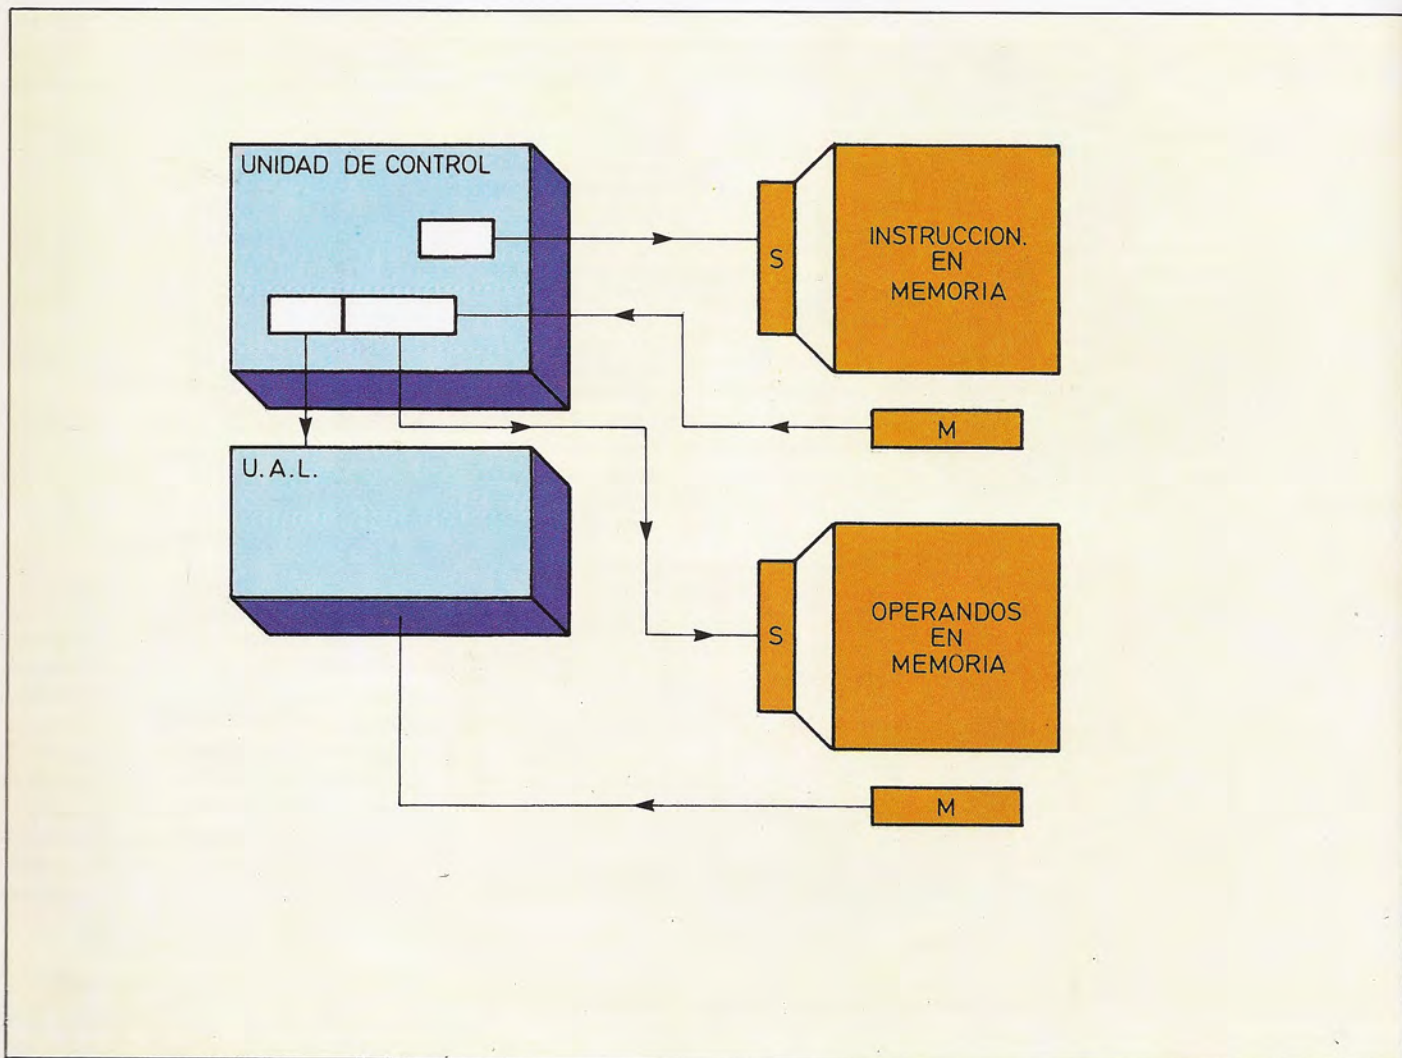 UNIDAD DE CONTROL
S
INSTRUCCION.
EN
MEMORIA
M
U.A.L.
S
OPERANDOS
EN
MEMORIA
M